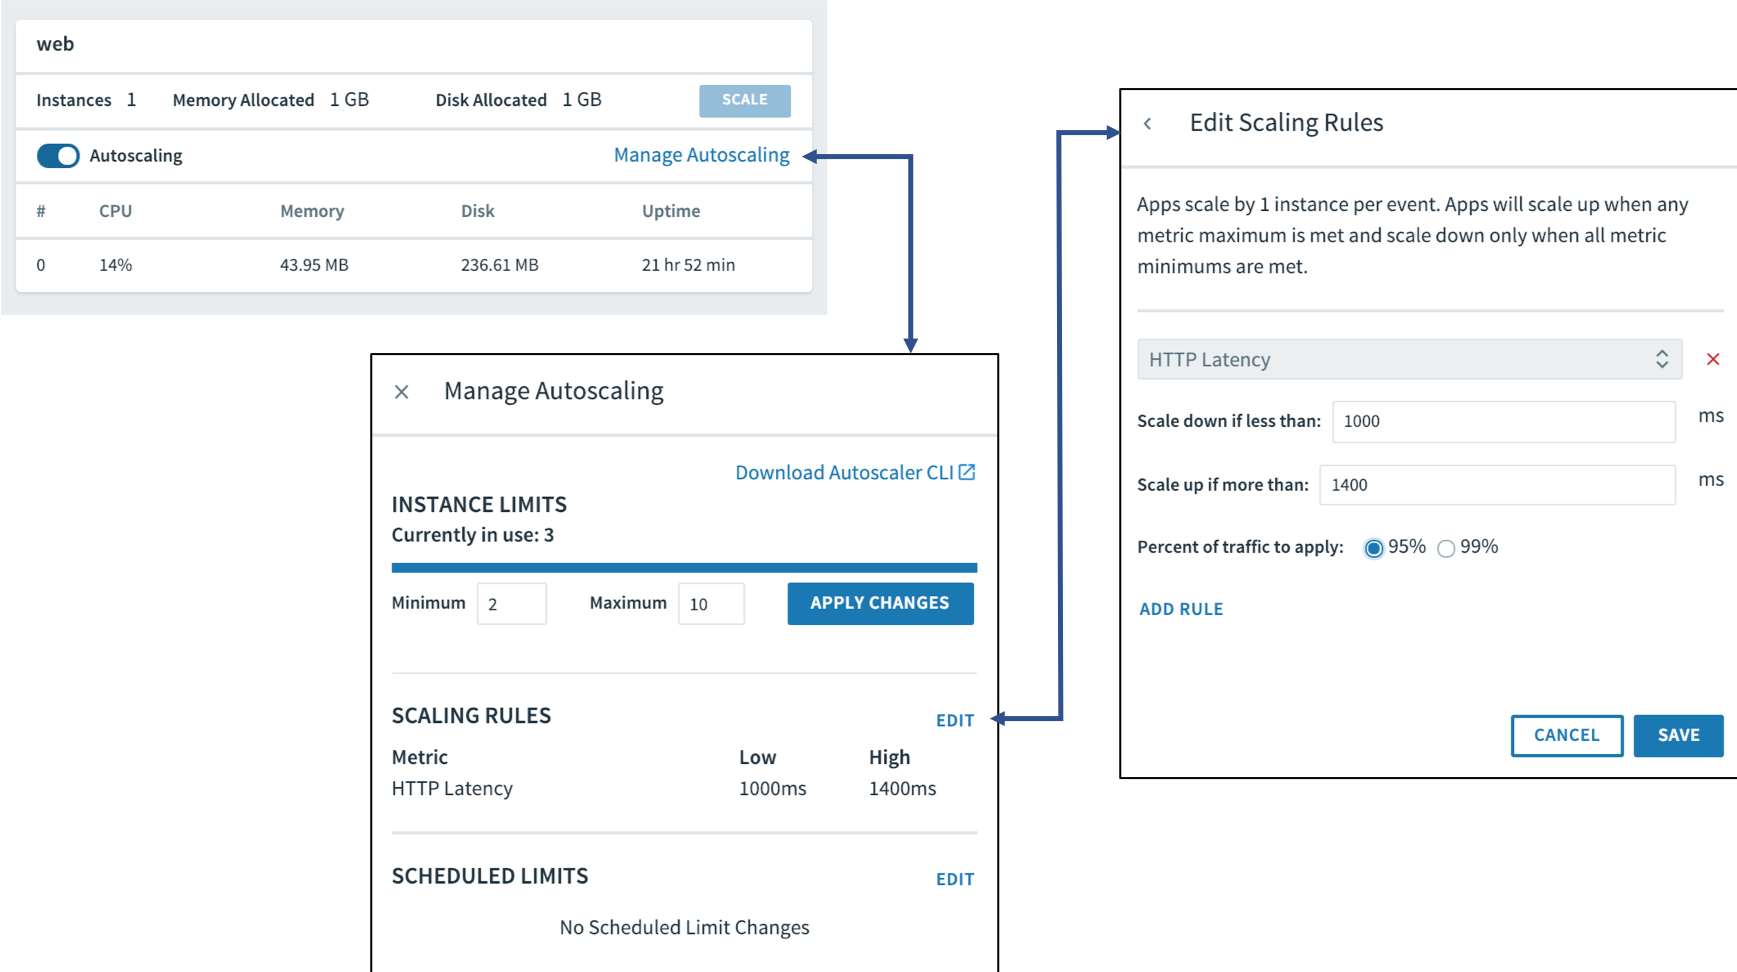 web
Instances 1 Memory Allocated 1 GB Disk Allocated 1 GB SCALE
Autoscaling Manage Autoscaling
# CPU Memory Disk Uptime
0 14% 43.95 MB 236.61 MB 21 hr 52 min
Manage Autoscaling
Download Autoscaler CLI
INSTANCE LIMITS
Currently in use: 3
Minimum 2 Maximum 10 APPLY CHANGES
SCALING RULES EDIT
Metric Low High
HTTP Latency 1000ms 1400ms
SCHEDULED LIMITS EDIT
No Scheduled Limit Changes
Edit Scaling Rules
Apps scale by 1 instance per event. Apps will scale up when any
metric maximum is met and scale down only when all metric
minimums are met.
HTTP Latency
Scale down if less than: 1000 ms
Scale up if more than: 1400 ms
Percent of traffic to apply: 95% 99%
ADD RULE
CANCEL SAVE